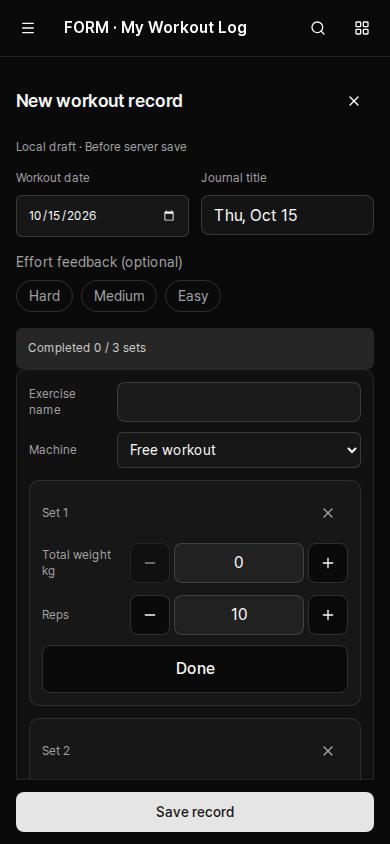 FORM · My Workout Log
New workout record
Local draft · Before server save
Workout date
Journal title
10/15/2026
Thu, Oct 15
Effort feedback (optional)
Hard
Medium
Easy
Completed 0 / 3 sets
Exercise
name
Machine
Free workout
Set 1
Total weight
kg
0
Reps
10
Done
Set 2
Save record